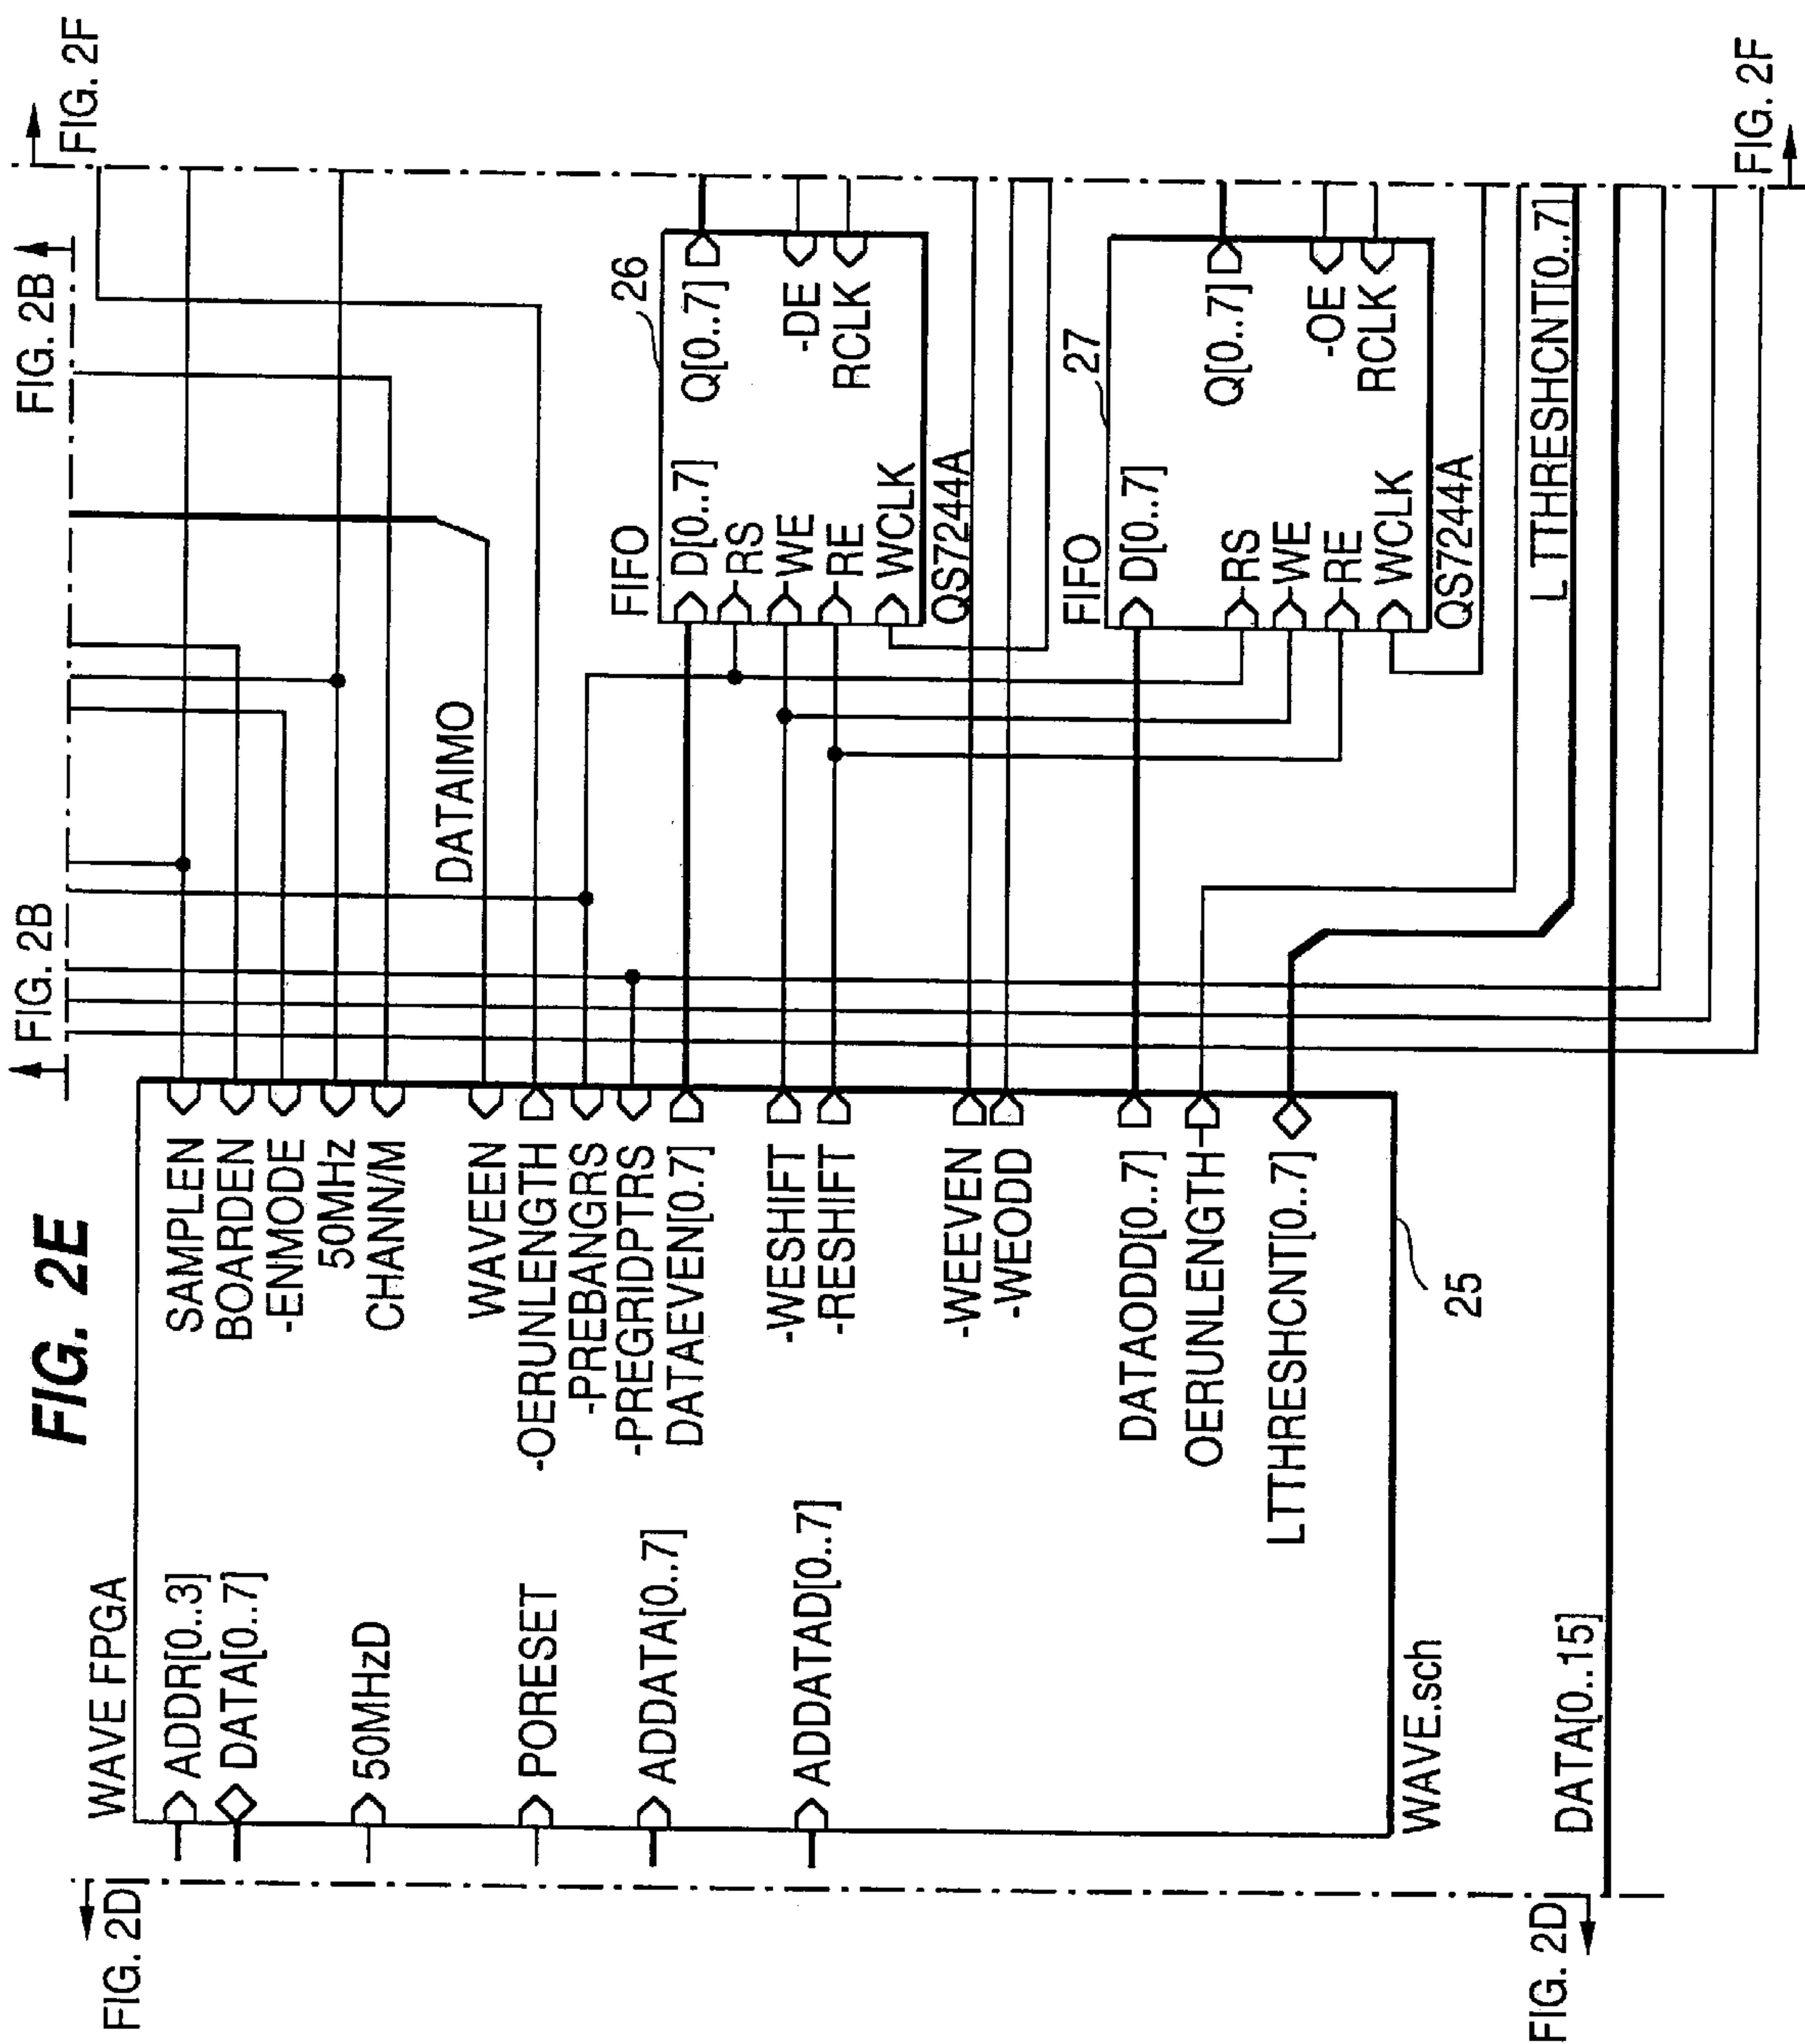 FIG. 2E
FIG. 2B
FIG. 2B
FIG. 2F
FIG. 2D
WAVE FPGA
ADDR[0..3]
DATA[0..7]
50MHzD
PORESET
ADDATA[0..7]
ADDATAD[0..7]
SAMPLEN
BOARDEN
-ENMODE
50MHz
CHANN/M
WAVEEN
-OERUNLENGTH
-PREBANGRS
-PREGRIDPTRS
DATAEVEN[0..7]
-WESHIFT
-RESHIFT
-WEEVEN
-WEODD
DATAODD[0..7]
OERUNLENGTH
LTTHRESHCNT[0..7]
WAVE.sch
25
DATAIMO
FIFO
26
D[0..7]
-RS
-WE
-RE
WCLK
Q[0..7]
-DE
RCLK
QS7244A
FIFO
27
D[0..7]
-RS
-WE
-RE
WCLK
Q[0..7]
-OE
RCLK
QS7244A
LTTHRESHCNT[0..7]
DATA[0..15]
FIG. 2D
FIG. 2F